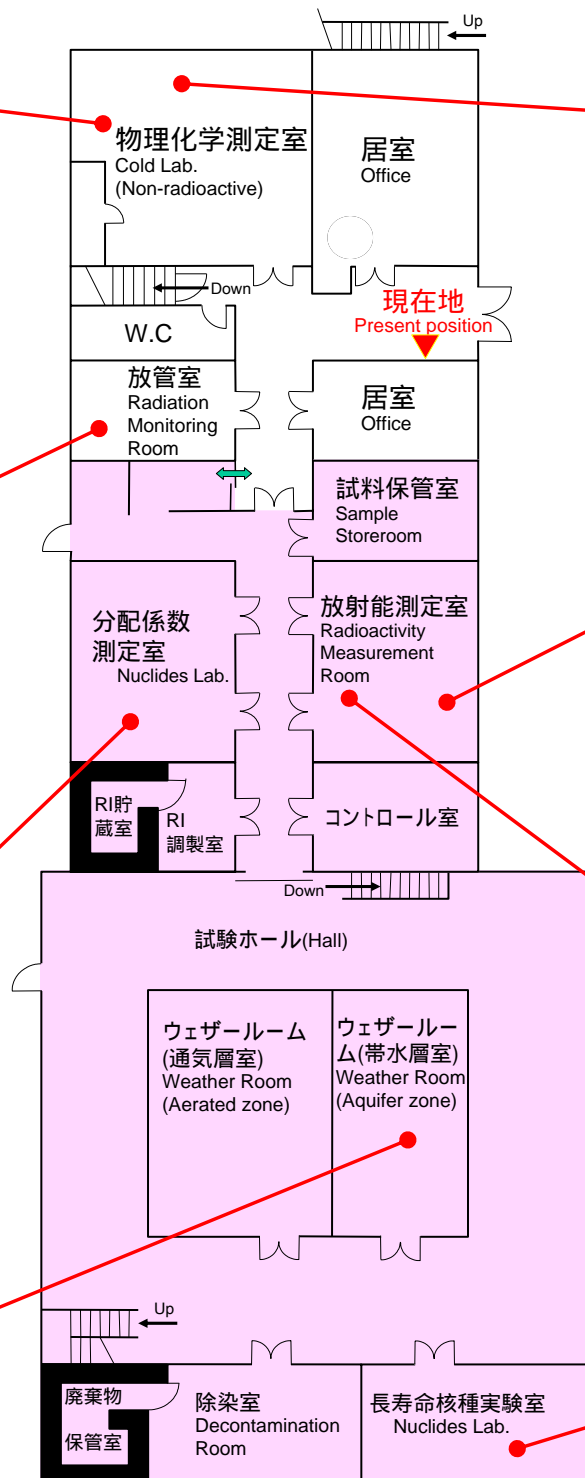 Up
物理化学測定室
Cold Lab.
(Non-radioactive)
居室
Office
Down
現在地
Present position
W.C
放管室
Radiation
Monitoring
Room
居室
Office
試料保管室
Sample
Storeroom
分配係数
測定室
Nuclides Lab.
放射能測定室
Radioactivity
Measurement
Room
RI貯
蔵室
RI
調製室
コントロール室
Down
試験ホール(Hall)
ウェザールーム
(通気層室)
Weather Room
(Aerated zone)
ウェザールー
ム(帯水層室)
Weather Room
(Aquifer zone)
Up
廃棄物
保管室
除染室
Decontamination
Room
長寿命核種実験室
Nuclides Lab.